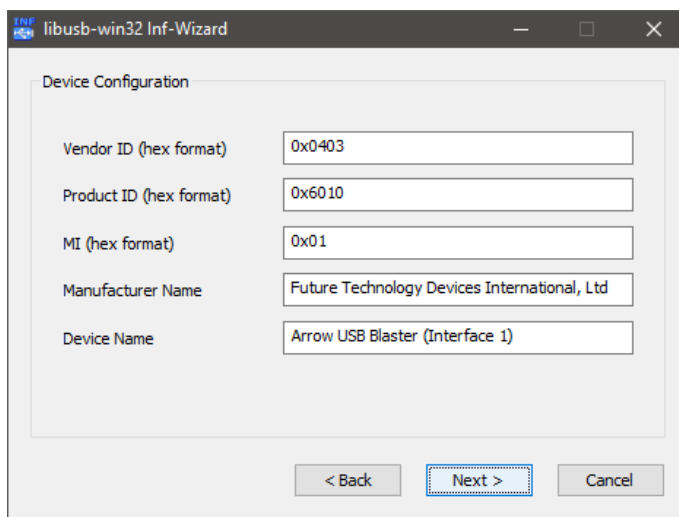 INF
libusb-win32 Inf-Wizard
Device Configuration
Vendor ID (hex format) 0x0403
Product ID (hex format) 0x6010
MI (hex format) 0x01
Manufacturer Name Future Technology Devices International, Ltd
Device Name Arrow USB Blaster (Interface 1)
< Back Next > Cancel